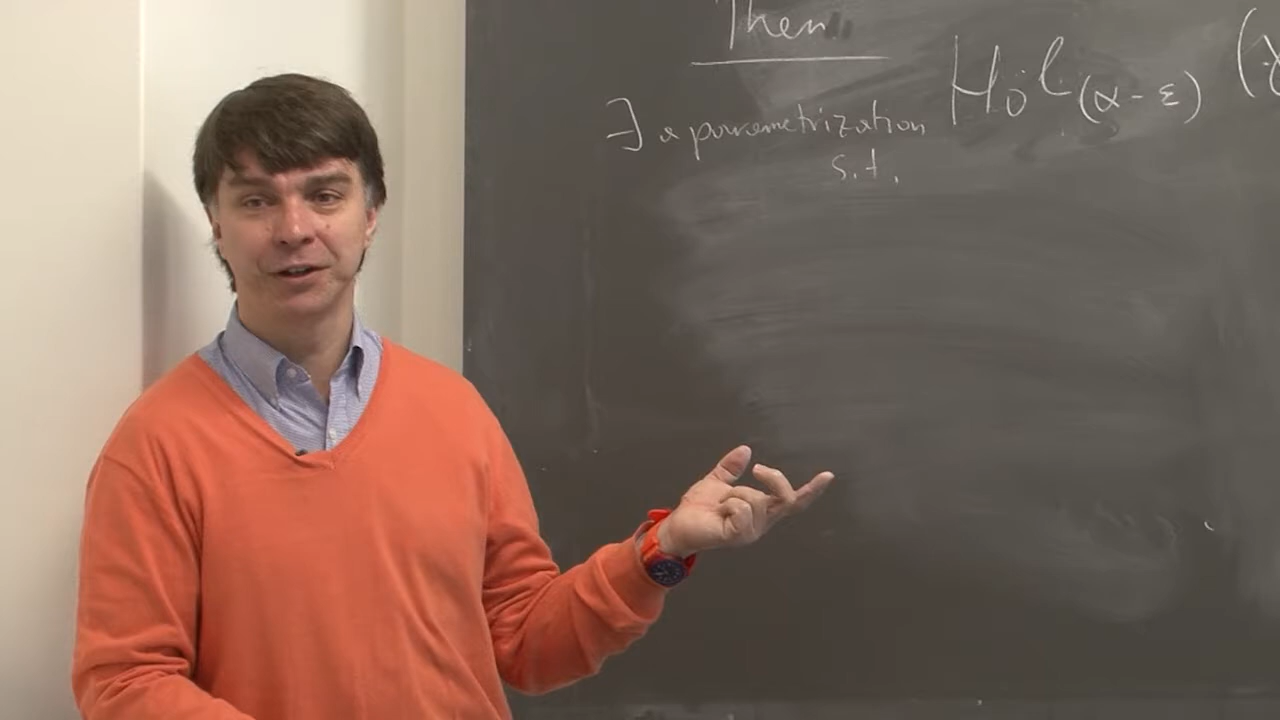 Then
∃ a parametrization Höl (α - ε) (
s.t.